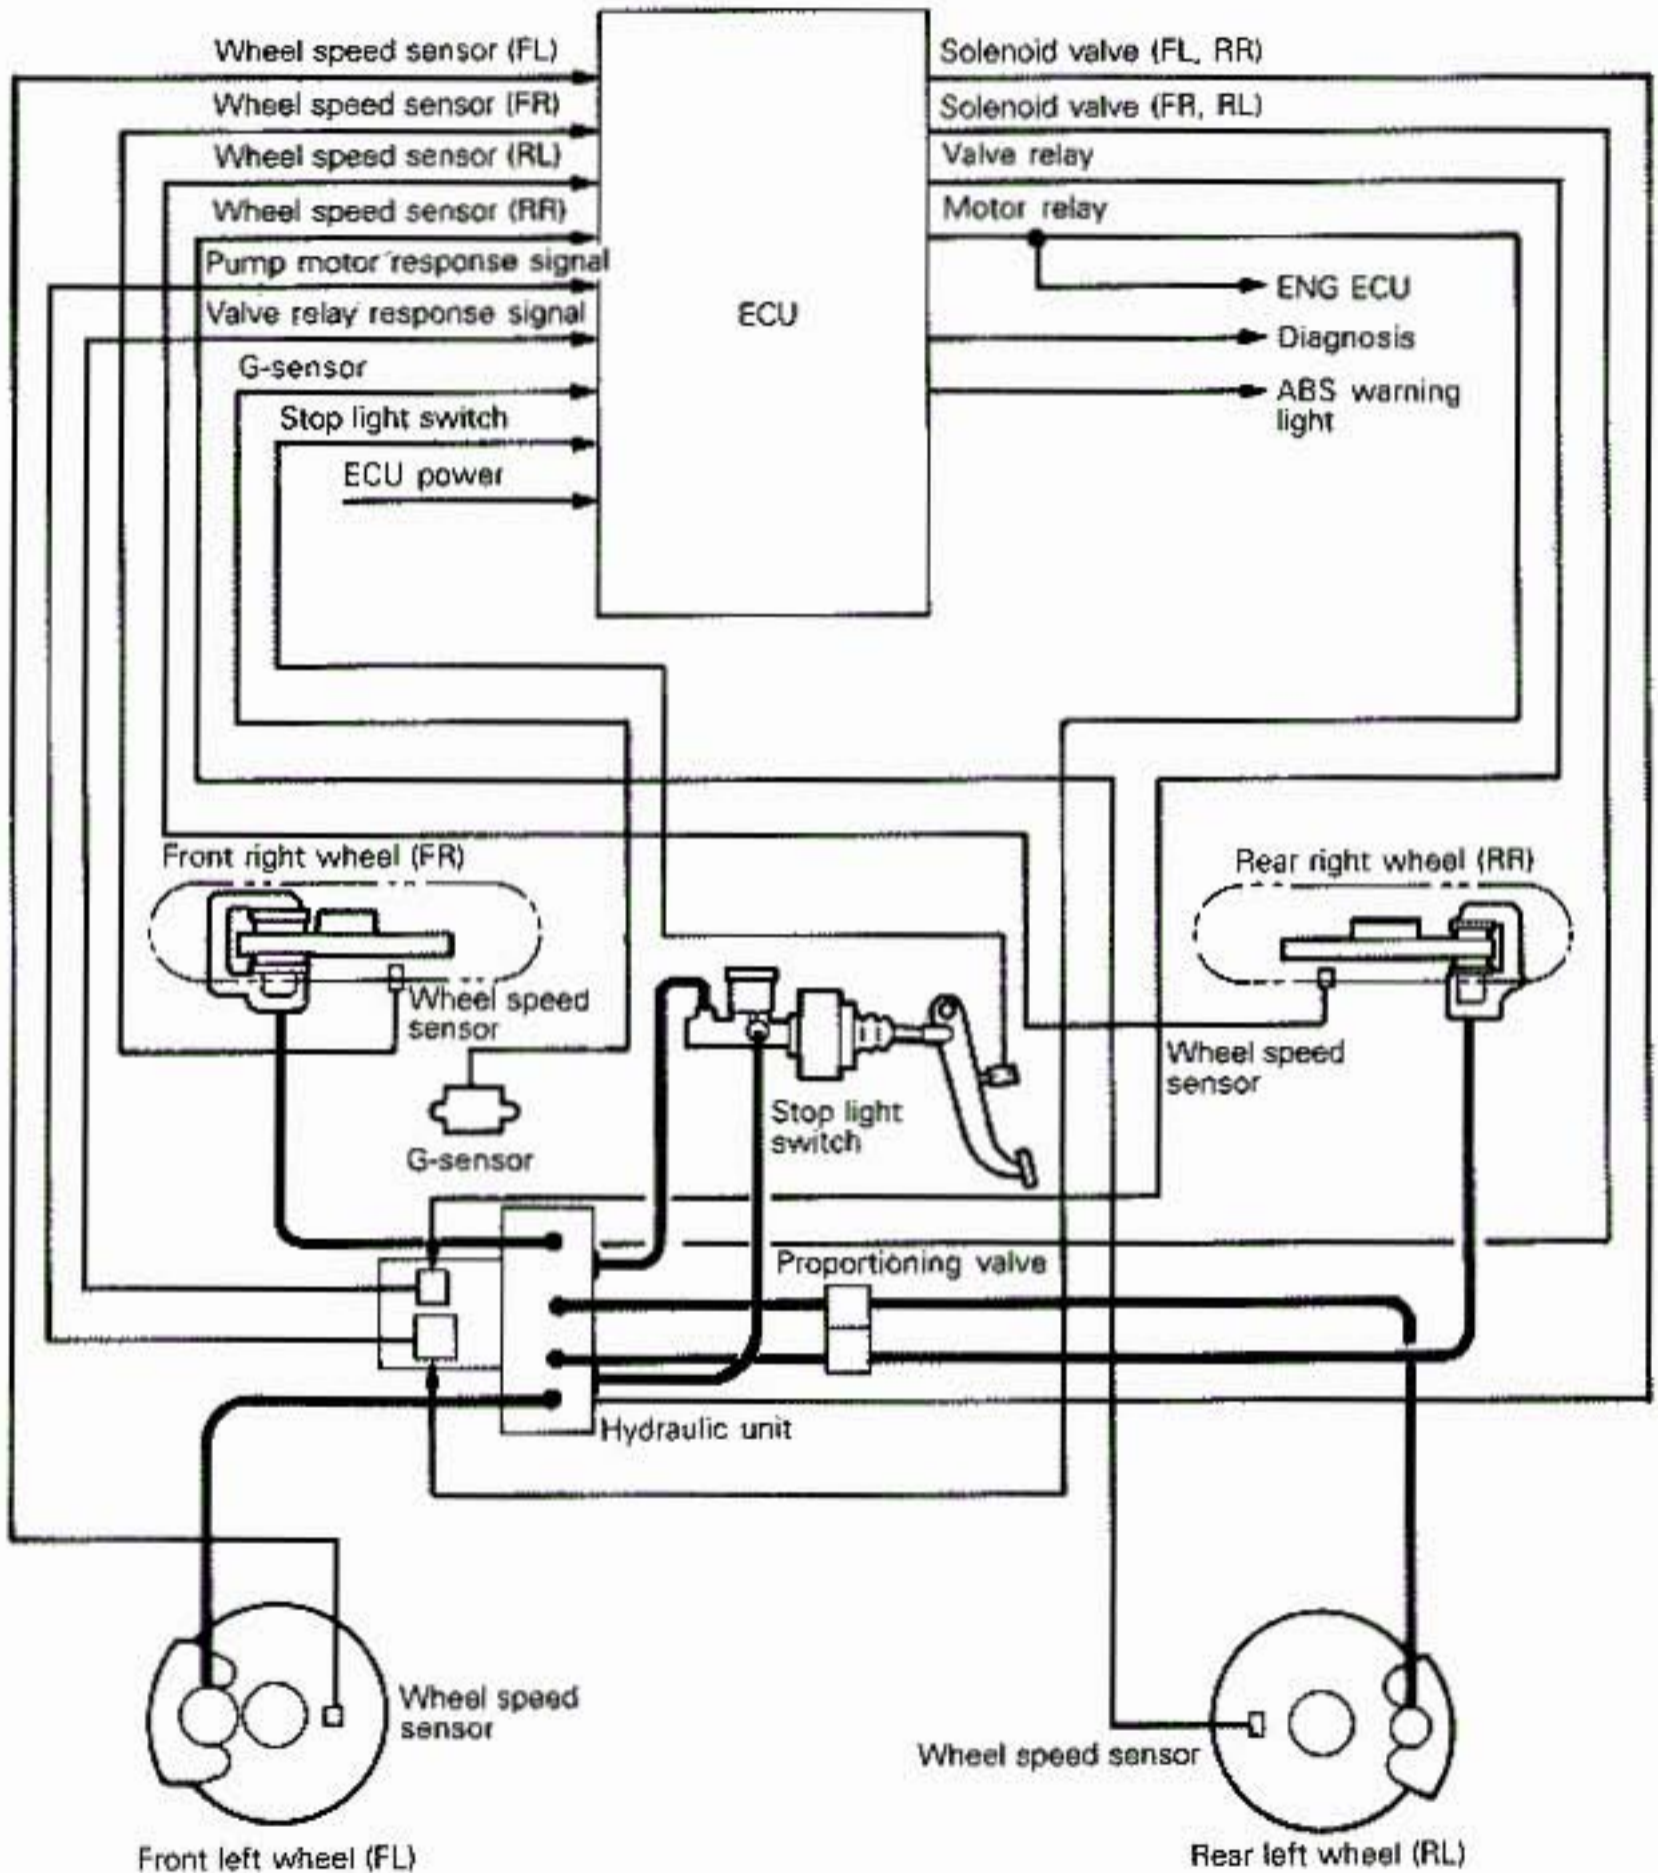 Wheel speed sensor (FL)
Wheel speed sensor (FR)
Wheel speed sensor (RL)
Wheel speed sensor (RR)
Pump motor response signal
Valve relay response signal
G-sensor
Stop light switch
ECU power
ECU
Solenoid valve (FL, RR)
Solenoid valve (FR, RL)
Valve relay
Motor relay
ENG ECU
Diagnosis
ABS warning
light
Front right wheel (FR)
Rear right wheel (RR)
Wheel speed
sensor
Wheel speed
sensor
G-sensor
Stop light
switch
Proportioning valve
Hydraulic unit
Wheel speed
sensor
Wheel speed sensor
Front left wheel (FL)
Rear left wheel (RL)